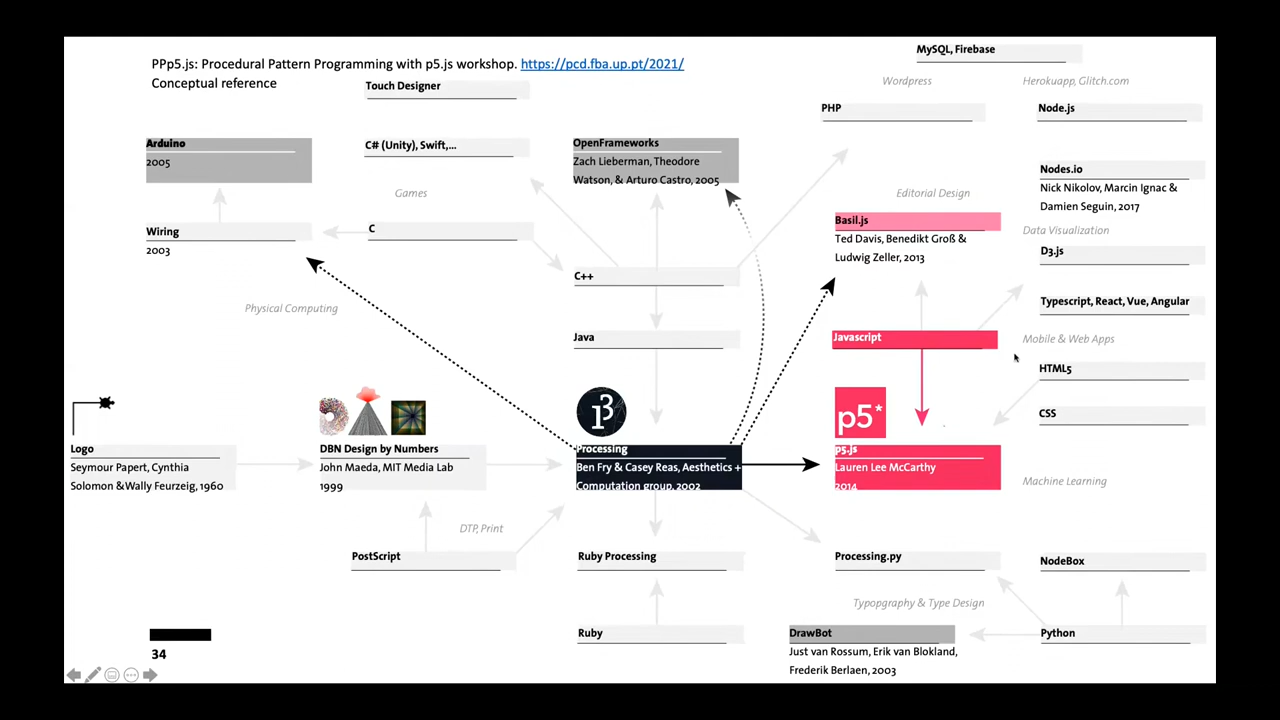 PPp5.js: Procedural Pattern Programming with p5.js workshop. https://pcd.fba.up.pt/2021/
Conceptual reference
MySQL, Firebase
Wordpress
Herokuapp, Glitch.com
Touch Designer
PHP
Node.js
Arduino
2005
C# (Unity), Swift,...
OpenFrameworks
Zach Lieberman, Theodore
Watson, & Arturo Castro, 2005
Nodes.io
Nick Nikolov, Marcin Ignac &
Damien Seguin, 2017
Games
Editorial Design
Wiring
2003
C
Basil.js
Ted Davis, Benedikt Groß &
Ludwig Zeller, 2013
Data Visualization
D3.js
C++
Physical Computing
Typescript, React, Vue, Angular
Java
Javascript
Mobile & Web Apps
HTML5
CSS
p5*
Logo
Seymour Papert, Cynthia
Solomon &Wally Feurzeig, 1960
DBN Design by Numbers
John Maeda, MIT Media Lab
1999
Processing
Ben Fry & Casey Reas, Aesthetics +
Computation group, 2002
p5.js
Lauren Lee McCarthy
2014
Machine Learning
DTP, Print
PostScript
Ruby Processing
Processing.py
NodeBox
Typopgraphy & Type Design
Ruby
DrawBot
Just van Rossum, Erik van Blokland,
Frederik Berlaen, 2003
Python
34